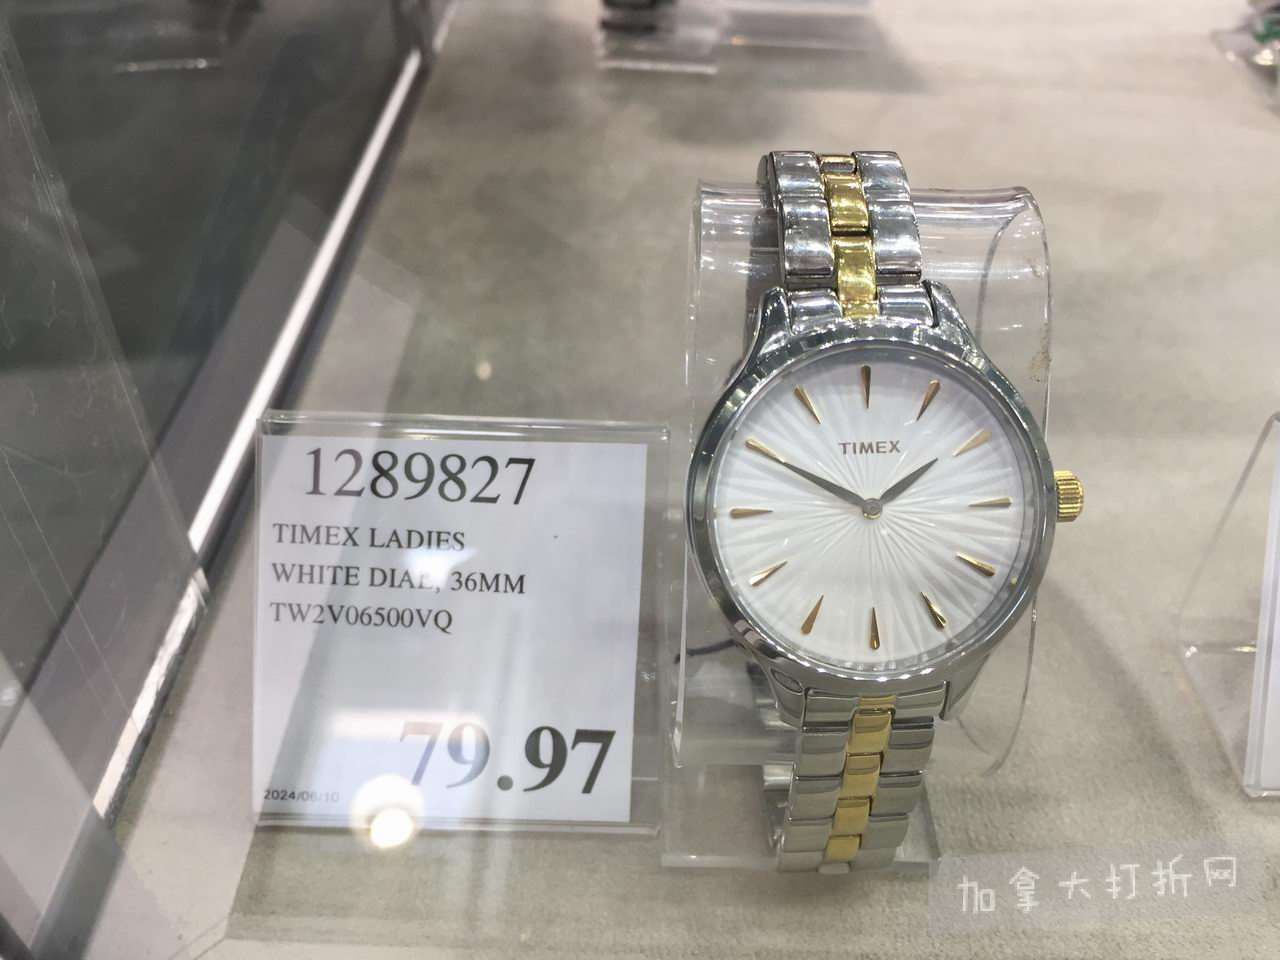 1289827
TIMEX LADIES
WHITE DIAL, 36MM
TW2V06500VQ
79.97
2024/06/10
TIMEX
加拿大打折网